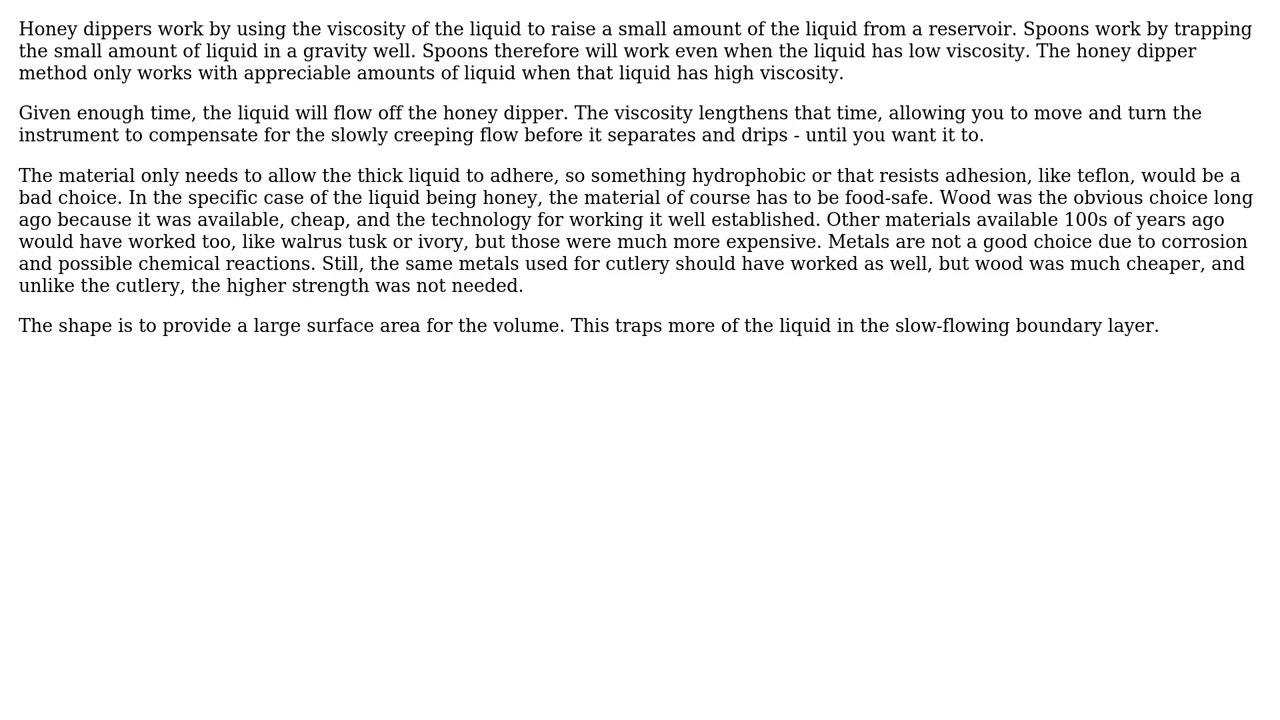 Honey dippers work by using the viscosity of the liquid to raise a small amount of the liquid from a reservoir. Spoons work by trapping
the small amount of liquid in a gravity well. Spoons therefore will work even when the liquid has low viscosity. The honey dipper
method only works with appreciable amounts of liquid when that liquid has high viscosity.
Given enough time, the liquid will flow off the honey dipper. The viscosity lengthens that time, allowing you to move and turn the
instrument to compensate for the slowly creeping flow before it separates and drips - until you want it to.
The material only needs to allow the thick liquid to adhere, so something hydrophobic or that resists adhesion, like teflon, would be a
bad choice. In the specific case of the liquid being honey, the material of course has to be food-safe. Wood was the obvious choice long
ago because it was available, cheap, and the technology for working it well established. Other materials available 100s of years ago
would have worked too, like walrus tusk or ivory, but those were much more expensive. Metals are not a good choice due to corrosion
and possible chemical reactions. Still, the same metals used for cutlery should have worked as well, but wood was much cheaper, and
unlike the cutlery, the higher strength was not needed.
The shape is to provide a large surface area for the volume. This traps more of the liquid in the slow-flowing boundary layer.